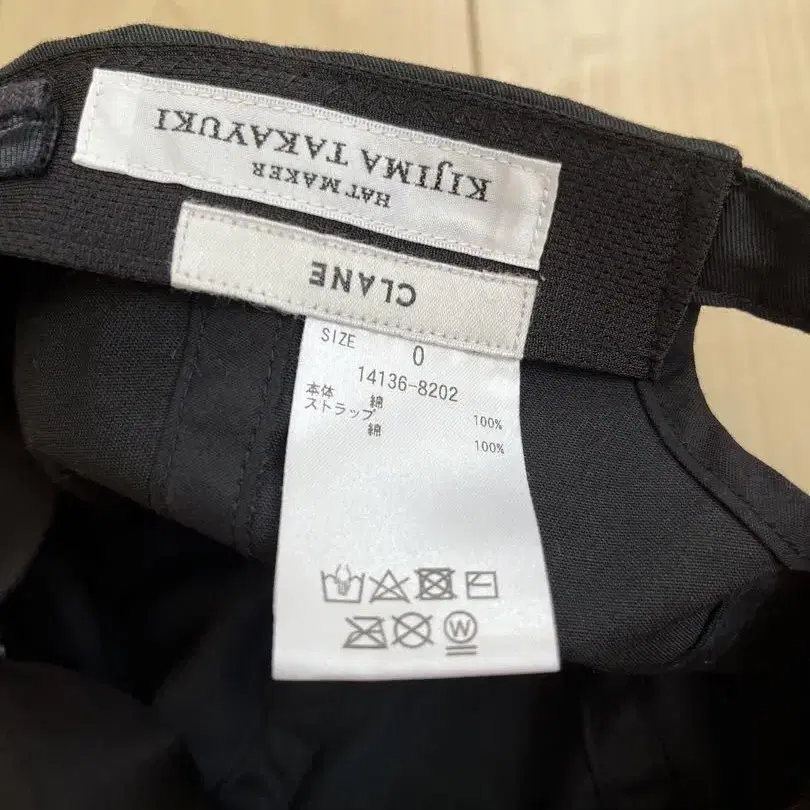 KIJIMA TAKAYUKI
HAT MAKER
CLANE
SIZE 0
14136-8202
本体 綿 100%
ストラップ 綿 100%
W